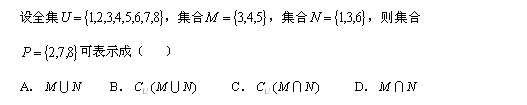 设全集U={1,2,3,4,5,6,7,8}，集合M={3,4,5}，集合N={1,3,6}，则集合
P={2,7,8}可表示成（ ）
A. M⋃N B. C_U(M⋃N) C. C_U(M⋂N) D. M⋂N